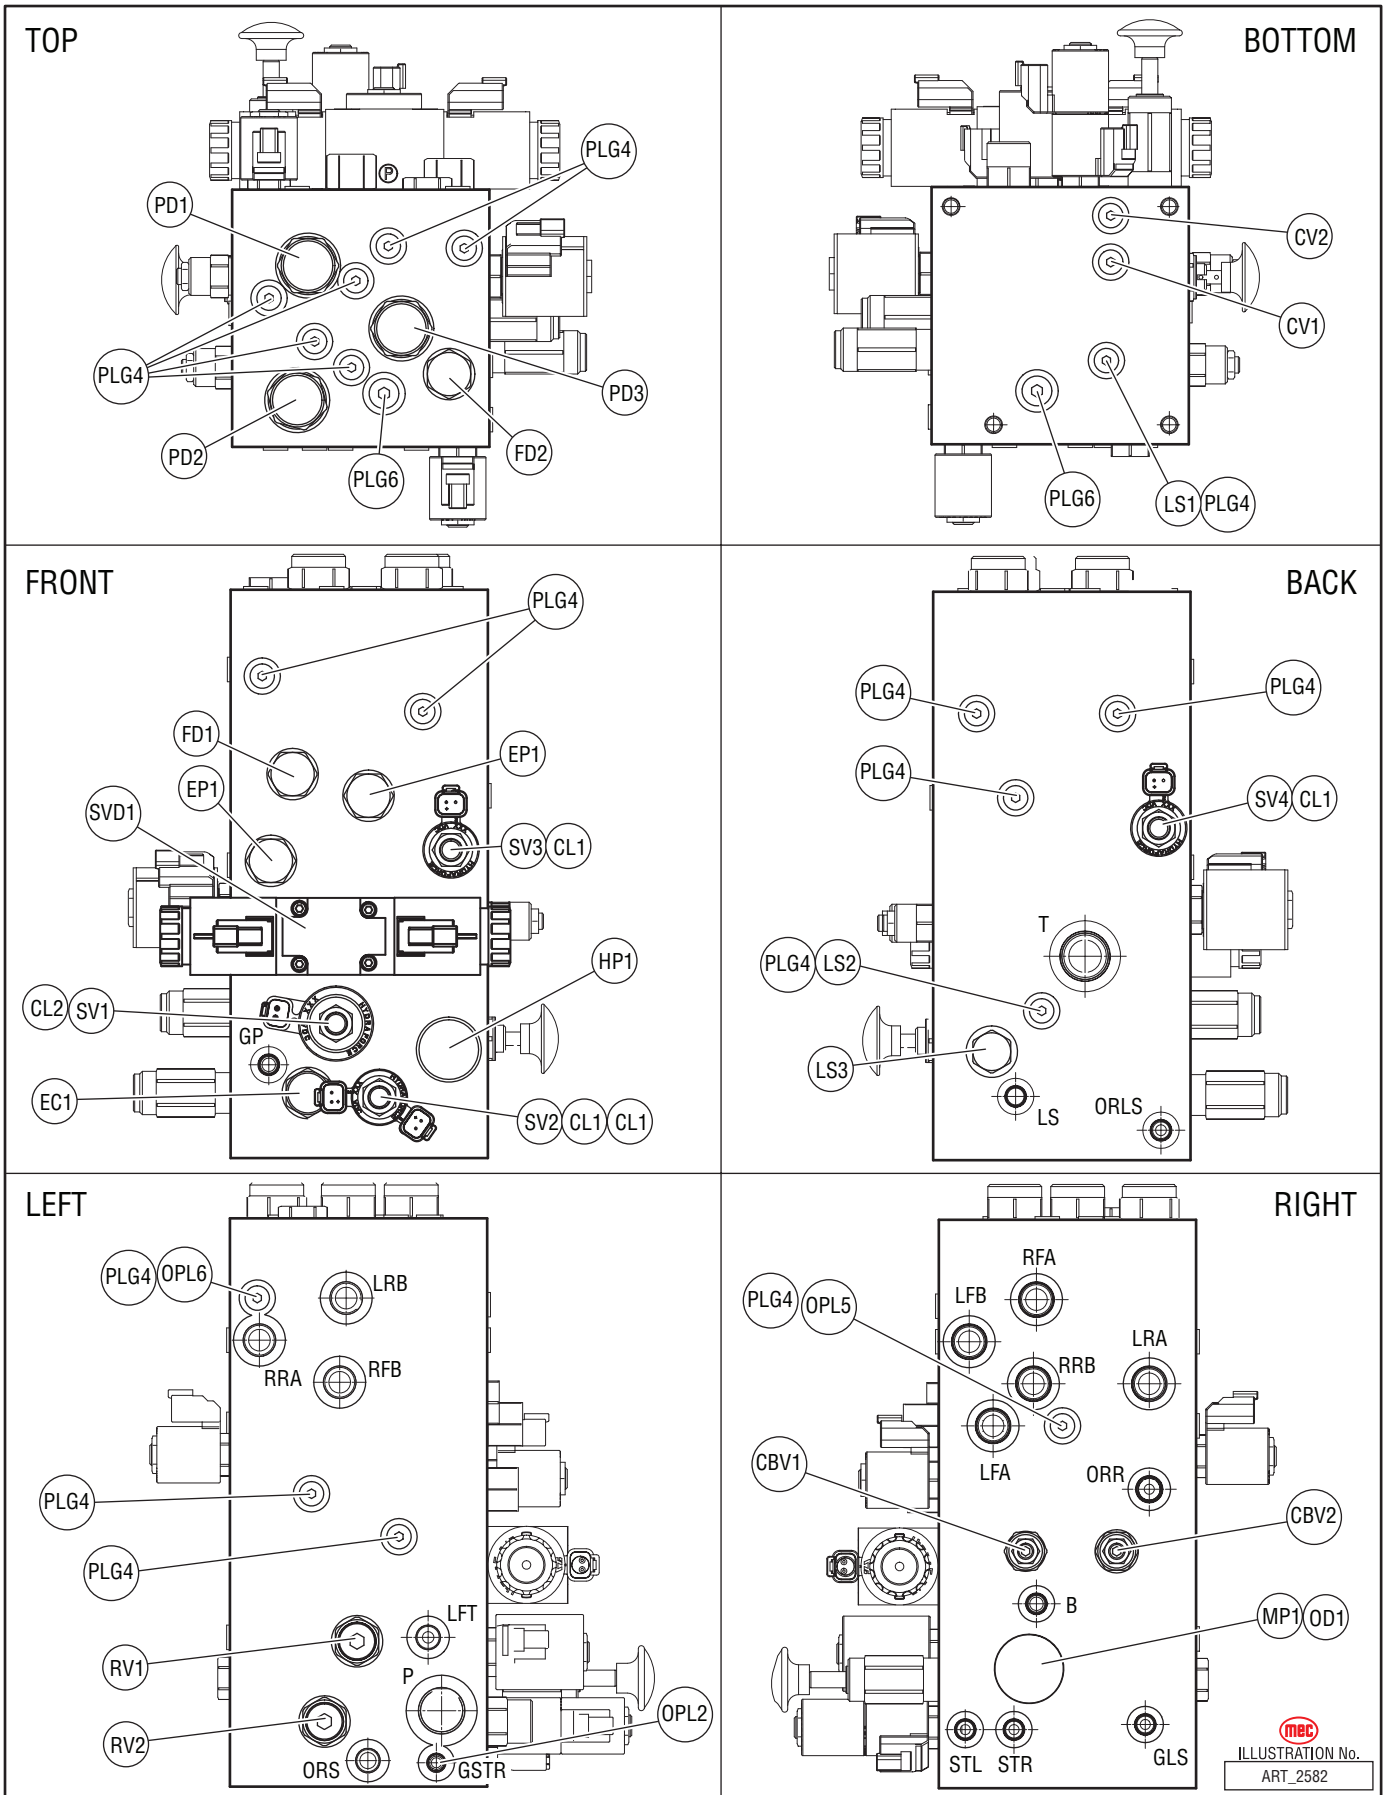 TOP
PLG4
P
PD1
PLG4
PD3
PD2
FD2
PLG6
BOTTOM
CV2
CV1
PLG6
LS1 PLG4
FRONT
PLG4
FD1
EP1
EP1
SVD1
SV3 CL1
HP1
CL2 SV1
GP
EC1
SV2 CL1 CL1
BACK
PLG4
PLG4
PLG4
SV4 CL1
T
PLG4 LS2
LS3
LS
ORLS
LEFT
PLG4 OPL6
LRB
RRA
RFB
PLG4
PLG4
LFT
RV1
P
OPL2
RV2
ORS
GSTR
RIGHT
RFA
PLG4 OPL5
LFB
RRB
LRA
LFA
ORR
CBV1
CBV2
B
MP1 OD1
STL
STR
GLS
mec
ILLUSTRATION No.
ART_2582